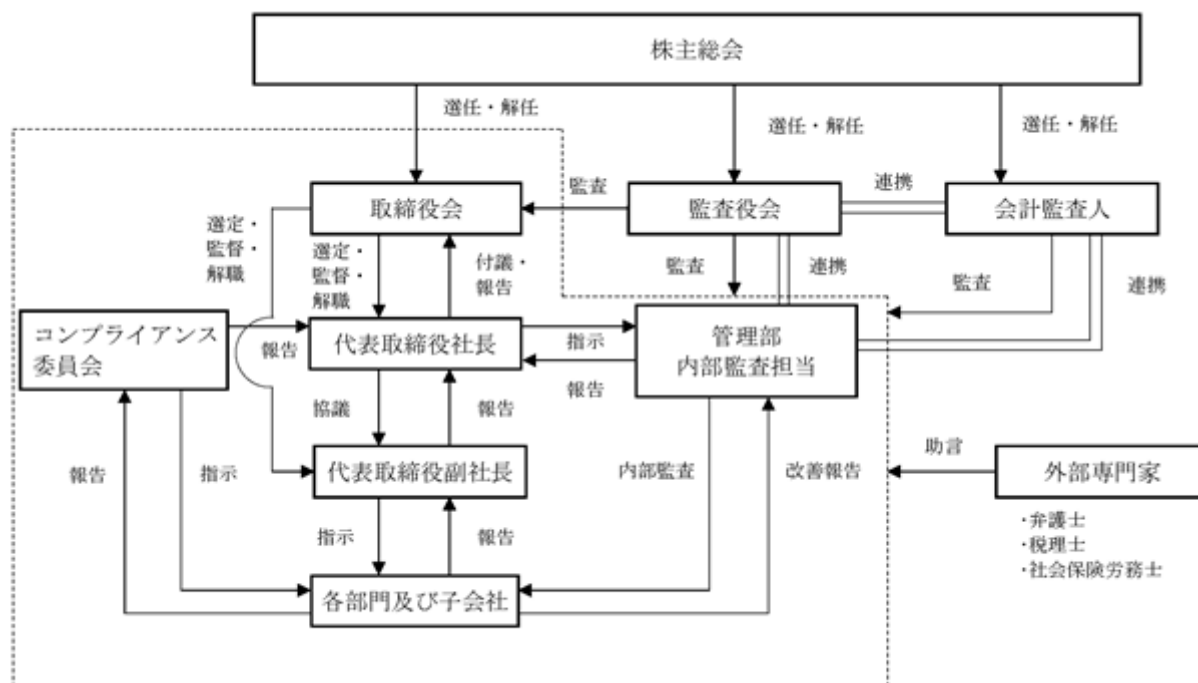 株主総会
選任・解任
選任・解任
選任・解任
取締役会
監査
監査役会
連携
会計監査人
選定・
監督・
解職
選定・
監督・
解職
付議・
報告
監査
連携
監査
連携
コンプライアンス
委員会
報告
代表取締役社長
指示
報告
管理部
内部監査担当
協議
報告
報告
指示
代表取締役副社長
内部監査
改善報告
助言
外部専門家
・弁護士
・税理士
・社会保険労務士
指示
報告
各部門及び子会社